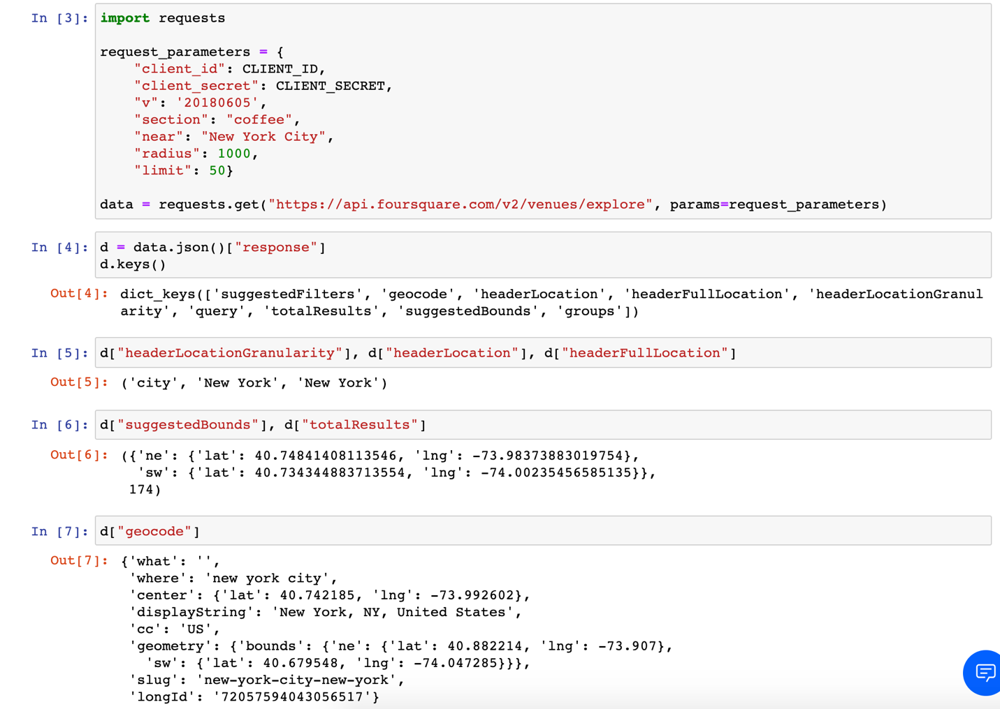 In [3]: import requests
request_parameters = {
"client_id": CLIENT_ID,
"client_secret": CLIENT_SECRET,
"v": '20180605',
"section": "coffee",
"near": "New York City",
"radius": 1000,
"limit": 50}
data = requests.get("https://api.foursquare.com/v2/venues/explore", params=request_parameters)
In [4]: d = data.json()["response"]
d.keys()
Out[4]: dict_keys(['suggestedFilters', 'geocode', 'headerLocation', 'headerFullLocation', 'headerLocationGranul
arity', 'query', 'totalResults', 'suggestedBounds', 'groups'])
In [5]: d["headerLocationGranularity"], d["headerLocation"], d["headerFullLocation"]
Out[5]: ('city', 'New York', 'New York')
In [6]: d["suggestedBounds"], d["totalResults"]
Out[6]: ({'ne': {'lat': 40.74841408113546, 'lng': -73.98373883019754},
'sw': {'lat': 40.734344883713554, 'lng': -74.00235456585135}},
174)
In [7]: d["geocode"]
Out[7]: {'what': '',
'where': 'new york city',
'center': {'lat': 40.742185, 'lng': -73.992602},
'displayString': 'New York, NY, United States',
'cc': 'US',
'geometry': {'bounds': {'ne': {'lat': 40.882214, 'lng': -73.907},
'sw': {'lat': 40.679548, 'lng': -74.047285}}},
'slug': 'new-york-city-new-york',
'longId': '72057594043056517'}